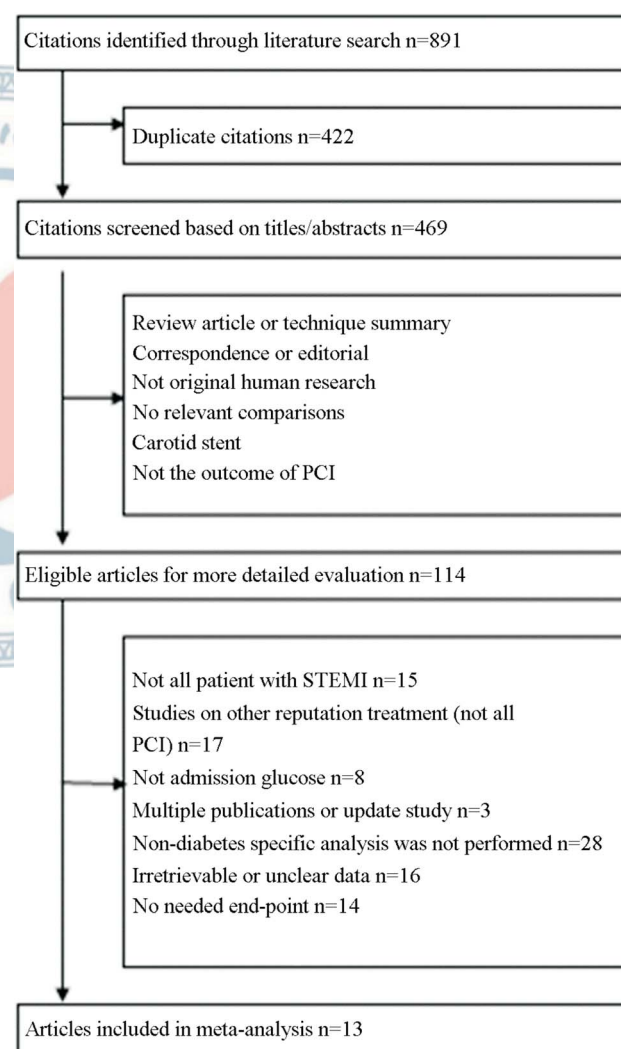 Citations identified through literature search n=891
Duplicate citations n=422
Citations screened based on titles/abstracts n=469
Review article or technique summary
Correspondence or editorial
Not original human research
No relevant comparisons
Carotid stent
Not the outcome of PCI
Eligible articles for more detailed evaluation n=114
Not all patient with STEMI n=15
Studies on other reputation treatment (not all
PCI) n=17
Not admission glucose n=8
Multiple publications or update study n=3
Non-diabetes specific analysis was not performed n=28
Irretrievable or unclear data n=16
No needed end-point n=14
Articles included in meta-analysis n=13